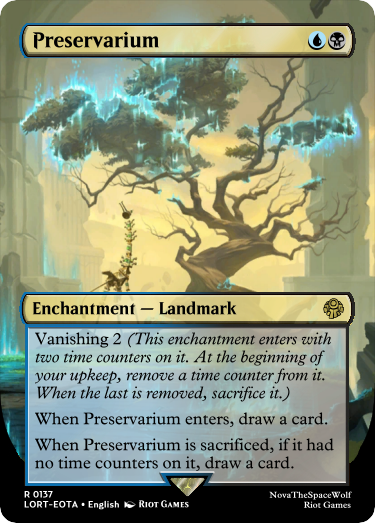 Preservarium
Enchantment — Landmark
Vanishing 2 (This enchantment enters with
two time counters on it. At the beginning of
your upkeep, remove a time counter from it.
When the last is removed, sacrifice it.)
When Preservarium enters, draw a card.
When Preservarium is sacrificed, if it had
no time counters on it, draw a card.
R 0137
LORT-EOTA • English Riot Games
NovaTheSpaceWolf
Riot Games